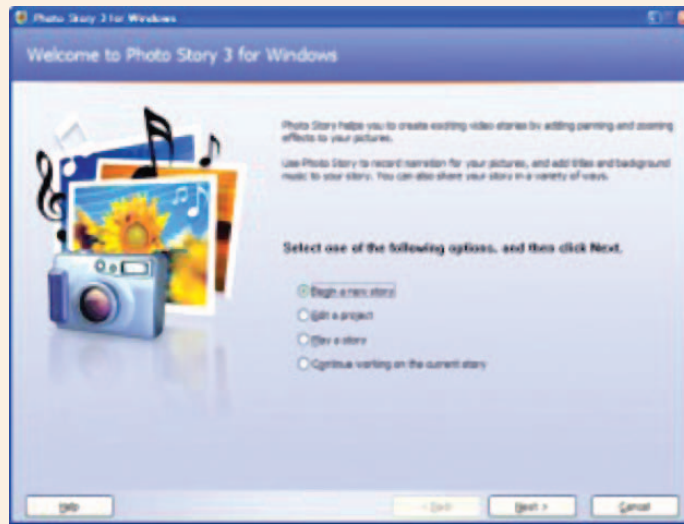 Photo Story 3 for Windows
Welcome to Photo Story 3 for Windows
Photo Story helps you to create exciting video stories by adding panning and zooming
effects to your pictures.
Use Photo Story to record narration for your pictures, and add titles and background
music to your story. You can also share your story in a variety of ways.
Select one of the following options, and then click Next.
Begin a new story
Edit a project
Play a story
Continue working on the current story
Help
< Back
Next >
Cancel